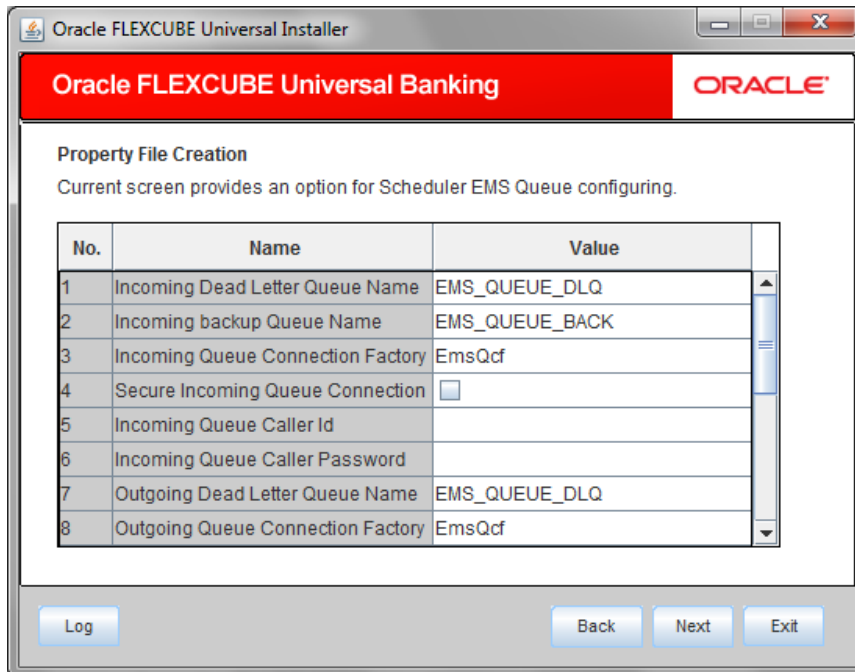 Oracle FLEXCUBE Universal Installer
Oracle FLEXCUBE Universal Banking ORACLE
Property File Creation
Current screen provides an option for Scheduler EMS Queue configuring.
No. Name Value
1 Incoming Dead Letter Queue Name EMS_QUEUE_DLQ
2 Incoming backup Queue Name EMS_QUEUE_BACK
3 Incoming Queue Connection Factory EmsQcf
4 Secure Incoming Queue Connection
5 Incoming Queue Caller Id
6 Incoming Queue Caller Password
7 Outgoing Dead Letter Queue Name EMS_QUEUE_DLQ
8 Outgoing Queue Connection Factory EmsQcf
Log Back Next Exit